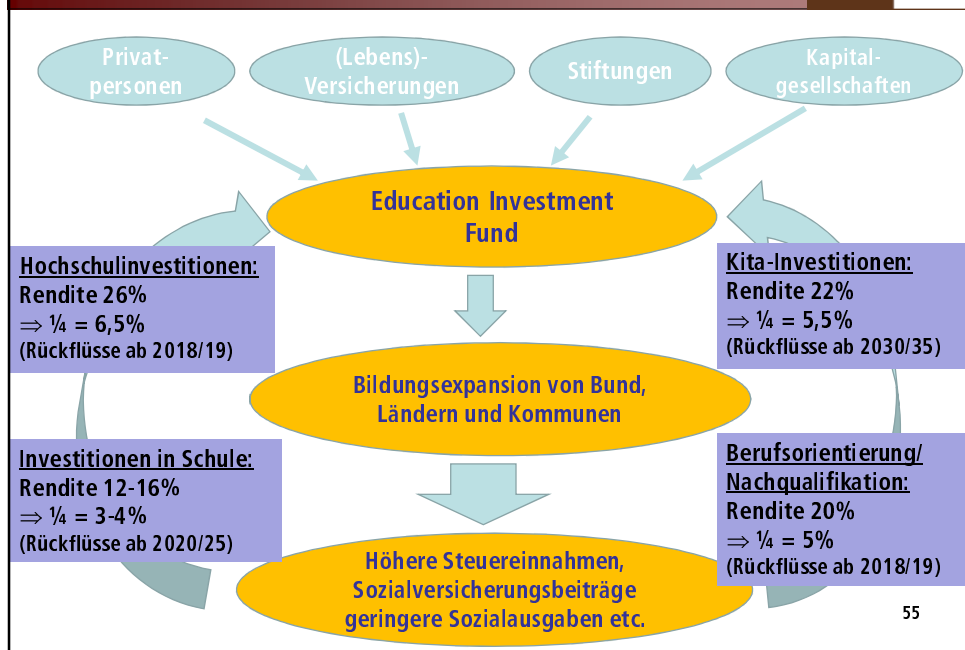 Privat-
personen
(Lebens)-
Versicherungen
Stiftungen
Kapital-
gesellschaften
Education Investment
Fund
Hochschulinvestitionen:
Rendite 26%
⇒ ¼ = 6,5%
(Rückflüsse ab 2018/19)
Kita-Investitionen:
Rendite 22%
⇒ ¼ = 5,5%
(Rückflüsse ab 2030/35)
Bildungsexpansion von Bund,
Ländern und Kommunen
Investitionen in Schule:
Rendite 12-16%
⇒ ¼ = 3-4%
(Rückflüsse ab 2020/25)
Berufsorientierung/
Nachqualifikation:
Rendite 20%
⇒ ¼ = 5%
(Rückflüsse ab 2018/19)
Höhere Steuereinnahmen,
Sozialversicherungsbeiträge
geringere Sozialausgaben etc.
55